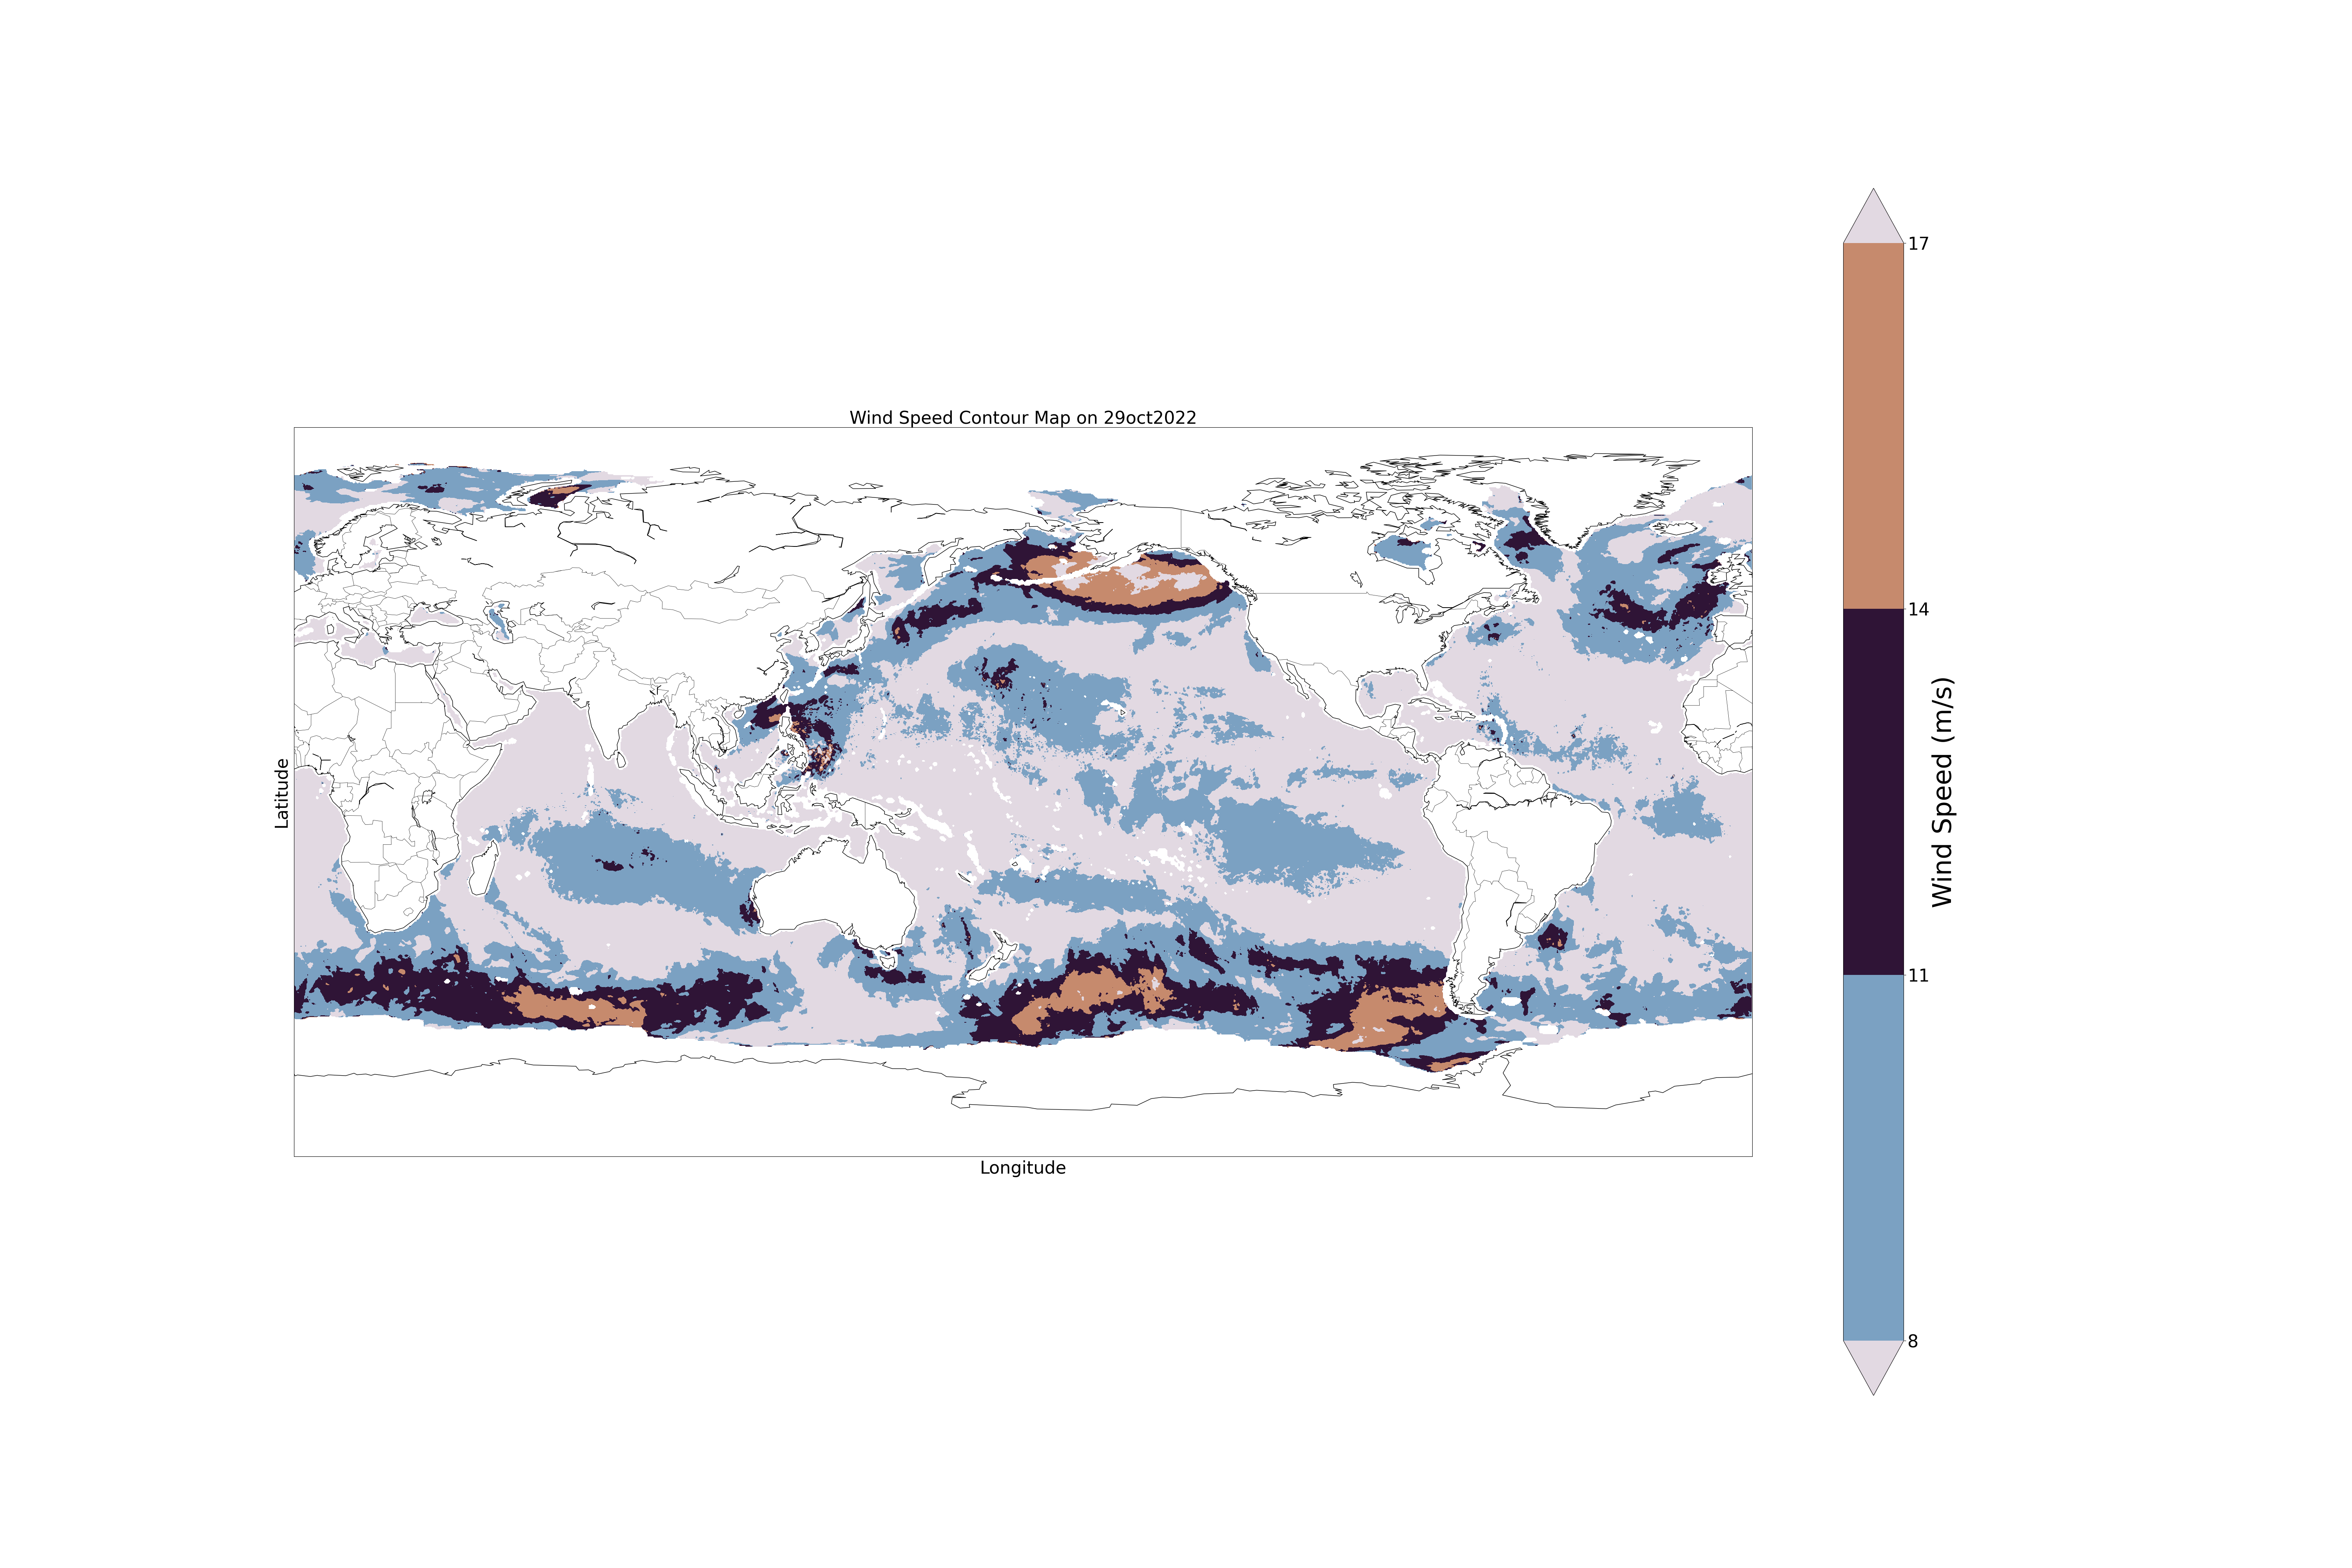 Wind Speed Contour Map on 29oct2022
Latitude
Longitude
17
14
11
8
Wind Speed (m/s)